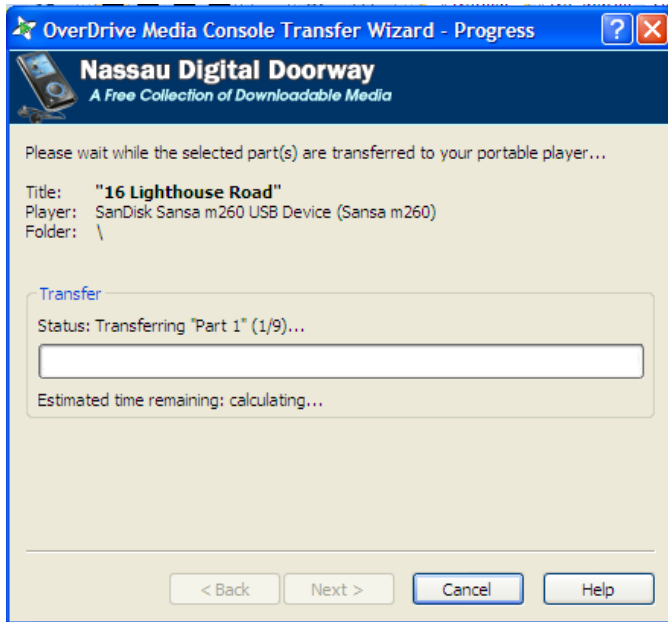 OverDrive Media Console Transfer Wizard - Progress
Nassau Digital Doorway
A Free Collection of Downloadable Media
Please wait while the selected part(s) are transferred to your portable player...
Title: "16 Lighthouse Road"
Player: SanDisk Sansa m260 USB Device (Sansa m260)
Folder: \
Transfer
Status: Transferring "Part 1" (1/9)...
Estimated time remaining: calculating...
< Back Next > Cancel Help